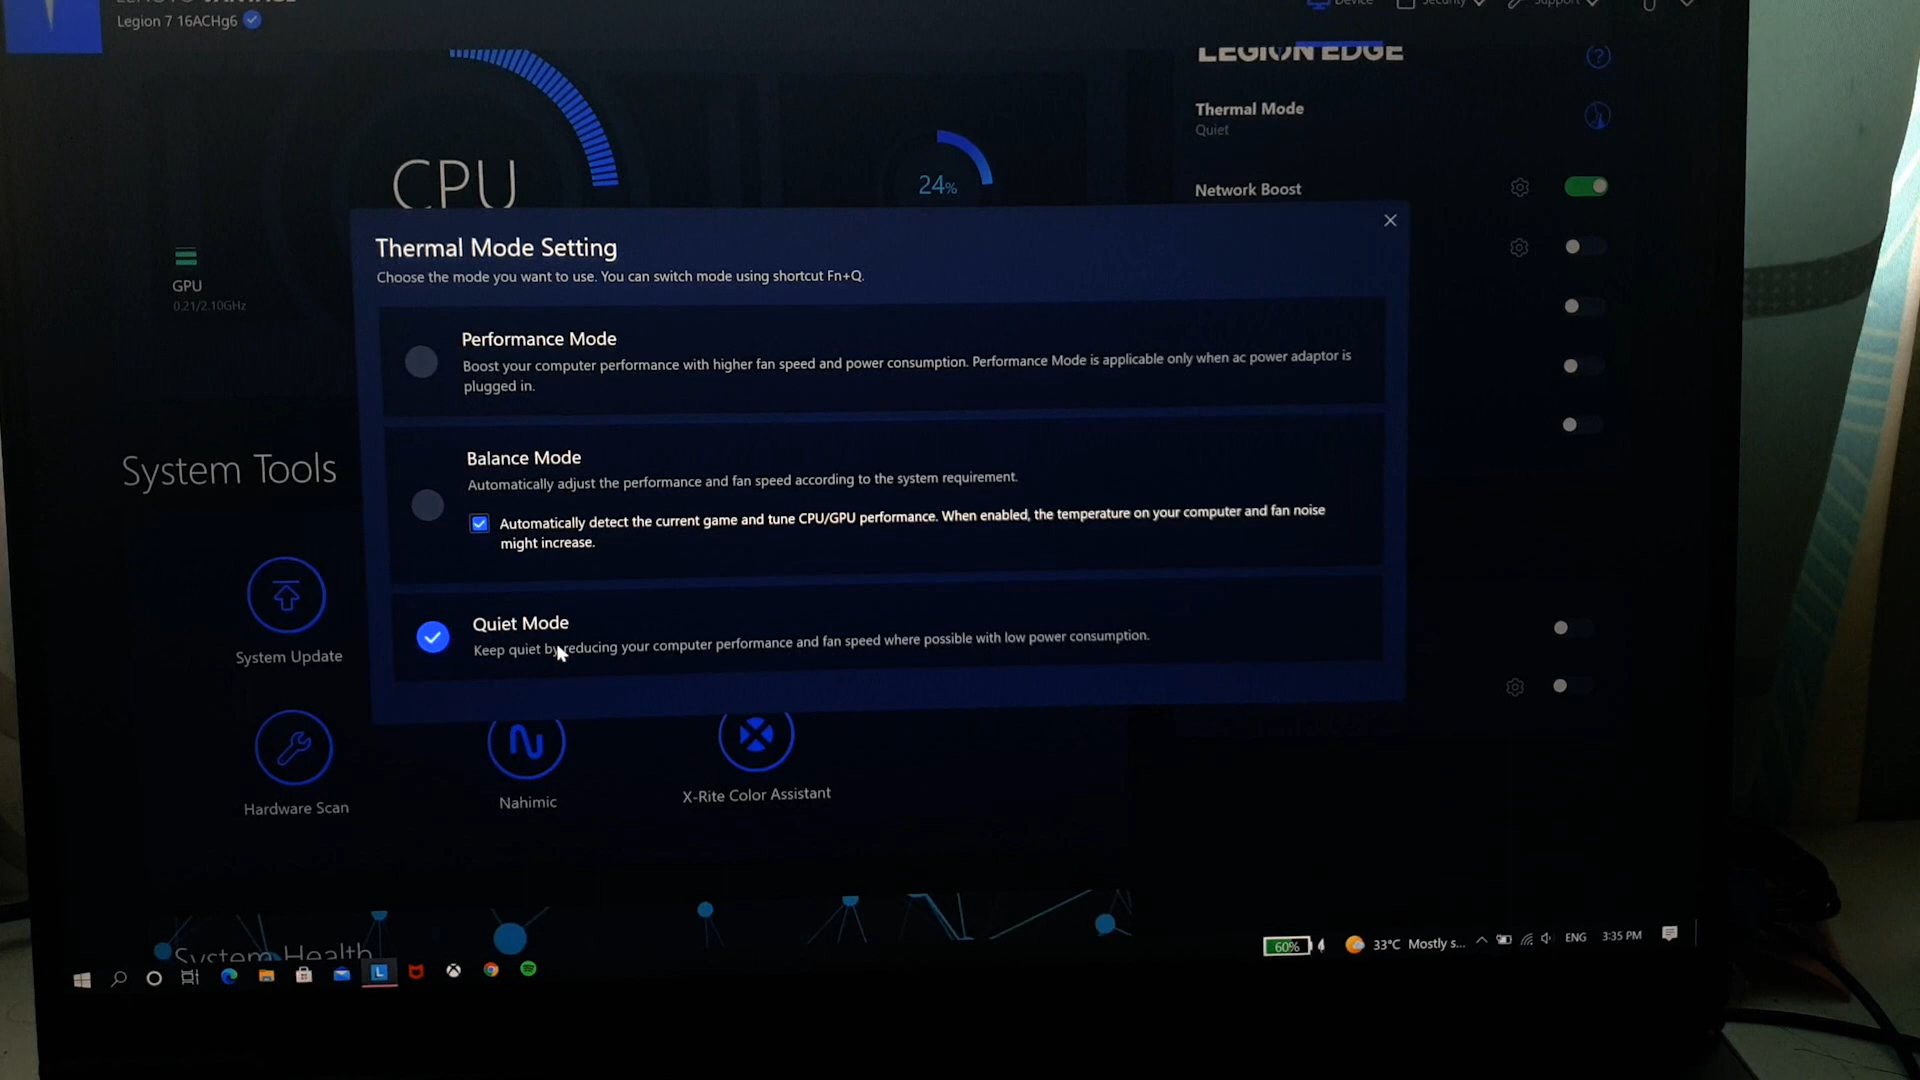 Legion 7 16ACHg6
Device
Security
Support
LEGION EDGE
Thermal Mode
Quiet
Network Boost
CPU
24%
GPU
0.21/2.10GHz
Thermal Mode Setting
Choose the mode you want to use. You can switch mode using shortcut Fn+Q.
Performance Mode
Boost your computer performance with higher fan speed and power consumption. Performance Mode is applicable only when ac power adaptor is
plugged in.
Balance Mode
Automatically adjust the performance and fan speed according to the system requirement.
Automatically detect the current game and tune CPU/GPU performance. When enabled, the temperature on your computer and fan noise
might increase.
Quiet Mode
Keep quiet by reducing your computer performance and fan speed where possible with low power consumption.
System Tools
System Update
Hardware Scan
Nahimic
X-Rite Color Assistant
System Health
60%
33°C Mostly s...
ENG
3:35 PM